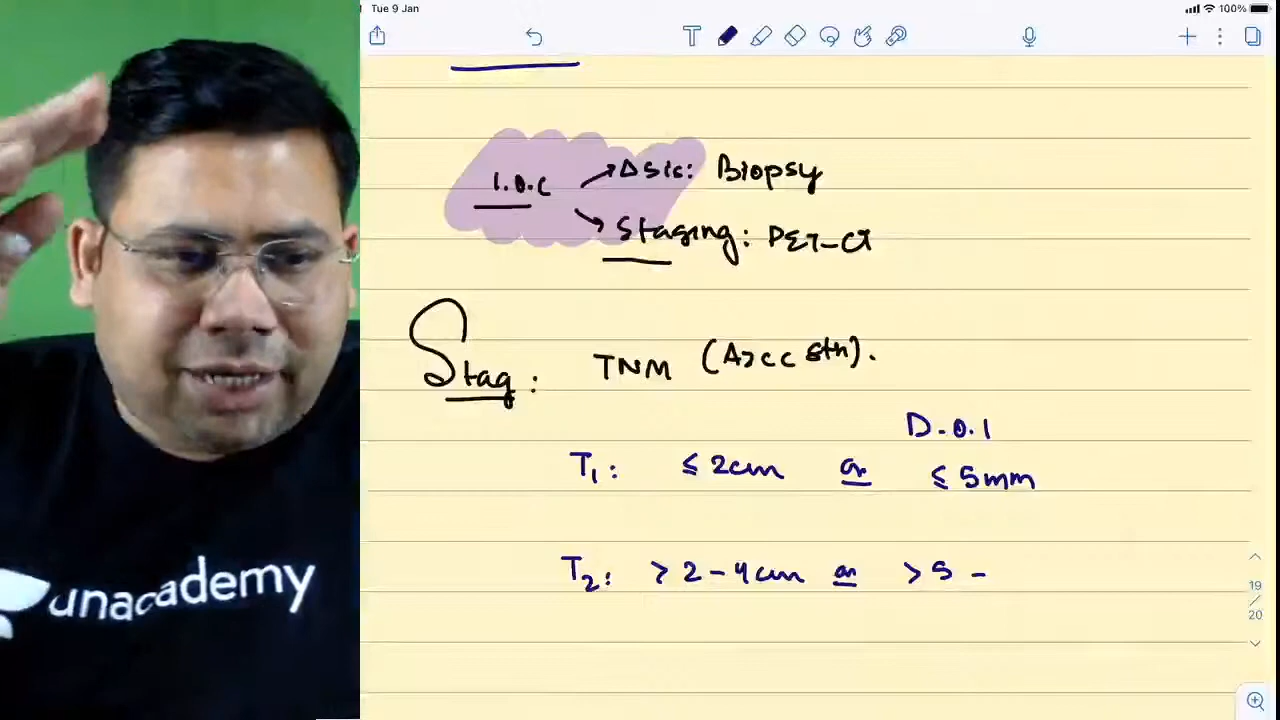 Tue 9 Jan
100%
I.O.C
Δsis: Biopsy
Staging: PET-CT
Stag: TNM (AJCC 8th).
D.O.I
T1: ≤ 2cm or ≤ 5mm
T2: > 2-4cm or > 5 -
unacademy
19
20